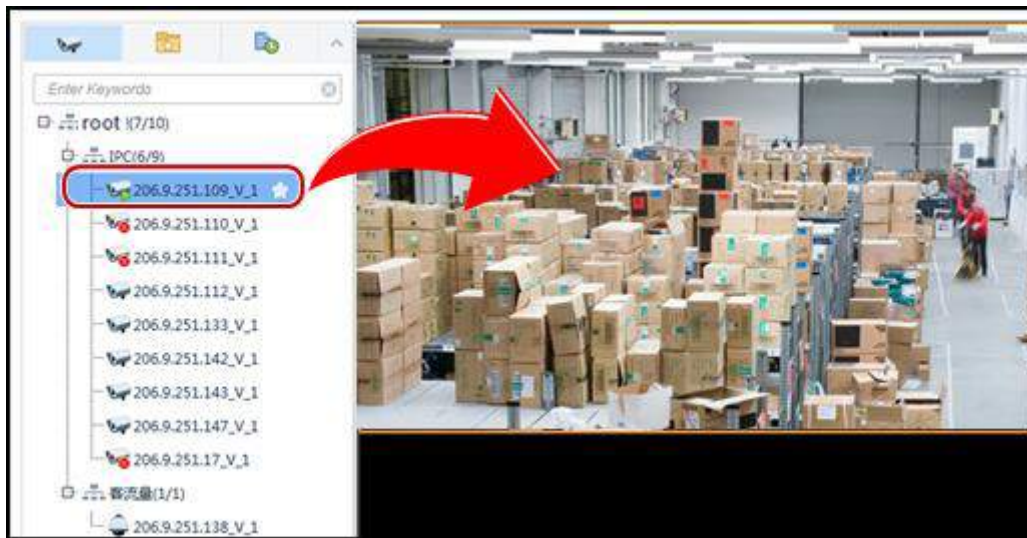 Enter Keywords
root (7/10)
IPC(6/9)
206.9.251.109_V_1
206.9.251.110_V_1
206.9.251.111_V_1
206.9.251.112_V_1
206.9.251.133_V_1
206.9.251.142_V_1
206.9.251.143_V_1
206.9.251.147_V_1
206.9.251.17_V_1
客流量(1/1)
206.9.251.138_V_1